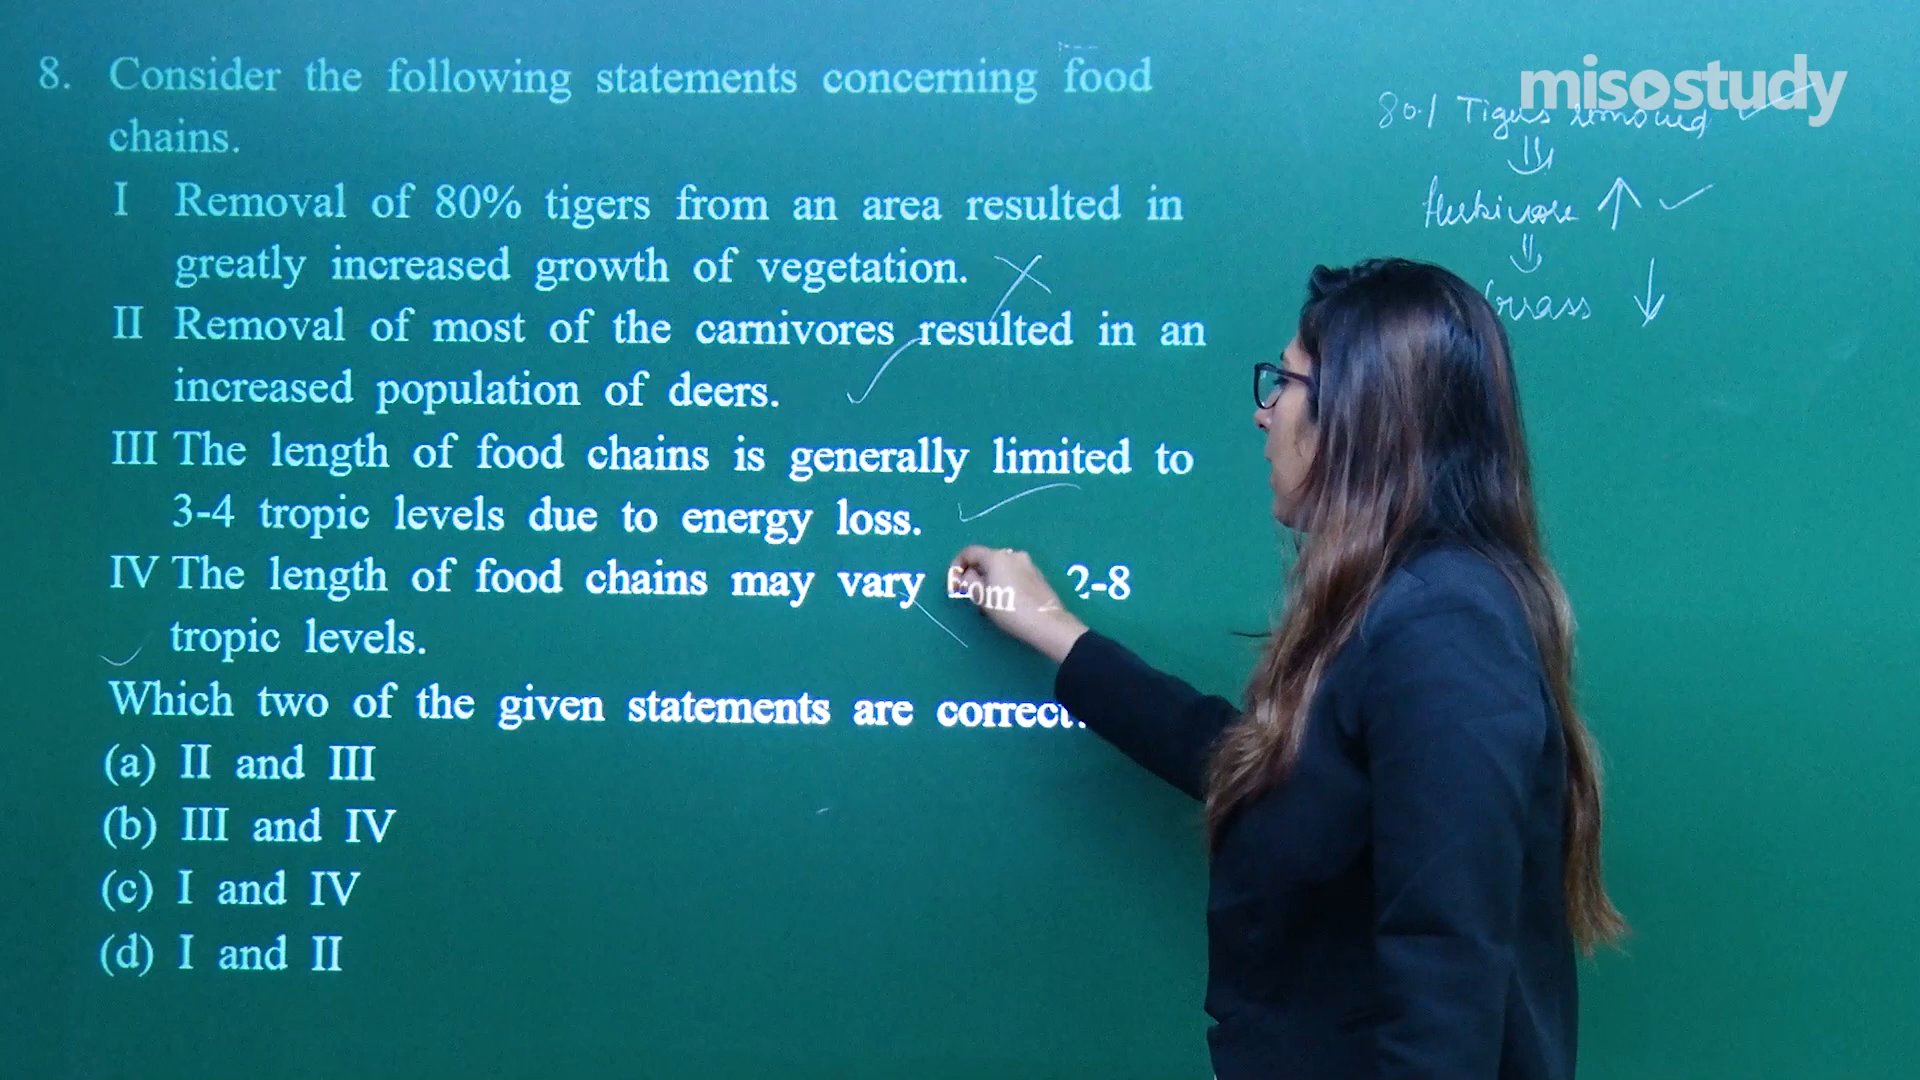 8. Consider the following statements concerning food
chains.
I Removal of 80% tigers from an area resulted in
greatly increased growth of vegetation.
II Removal of most of the carnivores resulted in an
increased population of deers.
III The length of food chains is generally limited to
3-4 tropic levels due to energy loss.
IV The length of food chains may vary from 2-8
tropic levels.
Which two of the given statements are correct?
(a) II and III
(b) III and IV
(c) I and IV
(d) I and II
misostudy
80% Tigers removed
Herbivore ↑
Grass ↓